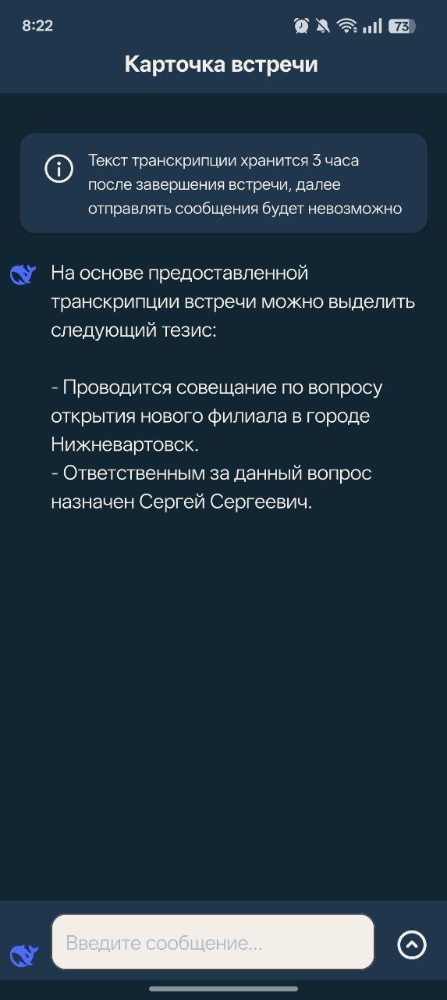 8:22
73
Карточка встречи
Текст транскрипции хранится 3 часа
после завершения встречи, далее
отправлять сообщения будет невозможно
На основе предоставленной
транскрипции встречи можно выделить
следующий тезис:
- Проводится совещание по вопросу
открытия нового филиала в городе
Нижневартовск.
- Ответственным за данный вопрос
назначен Сергей Сергеевич.
Введите сообщение...